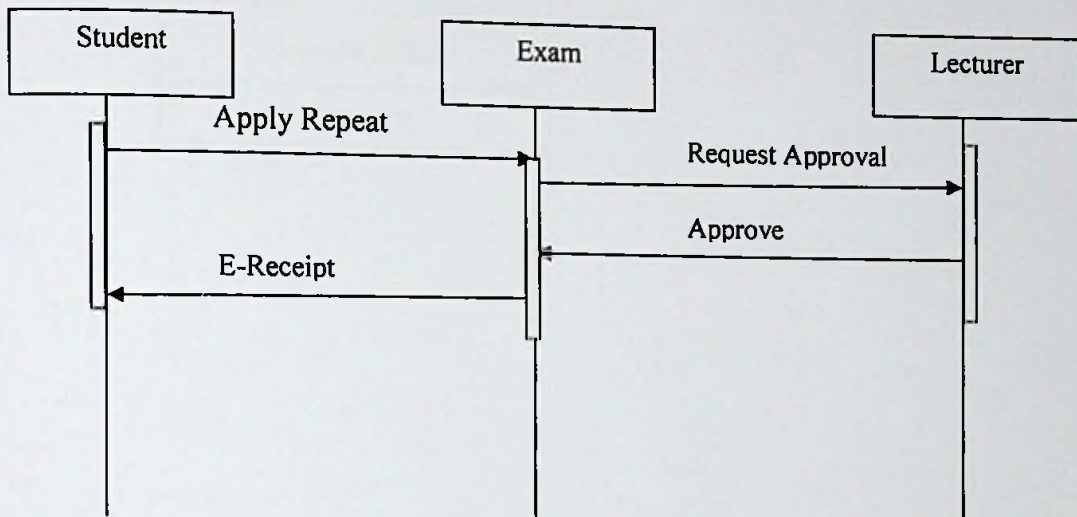 Student
Exam
Lecturer
Apply Repeat
Request Approval
Approve
E-Receipt